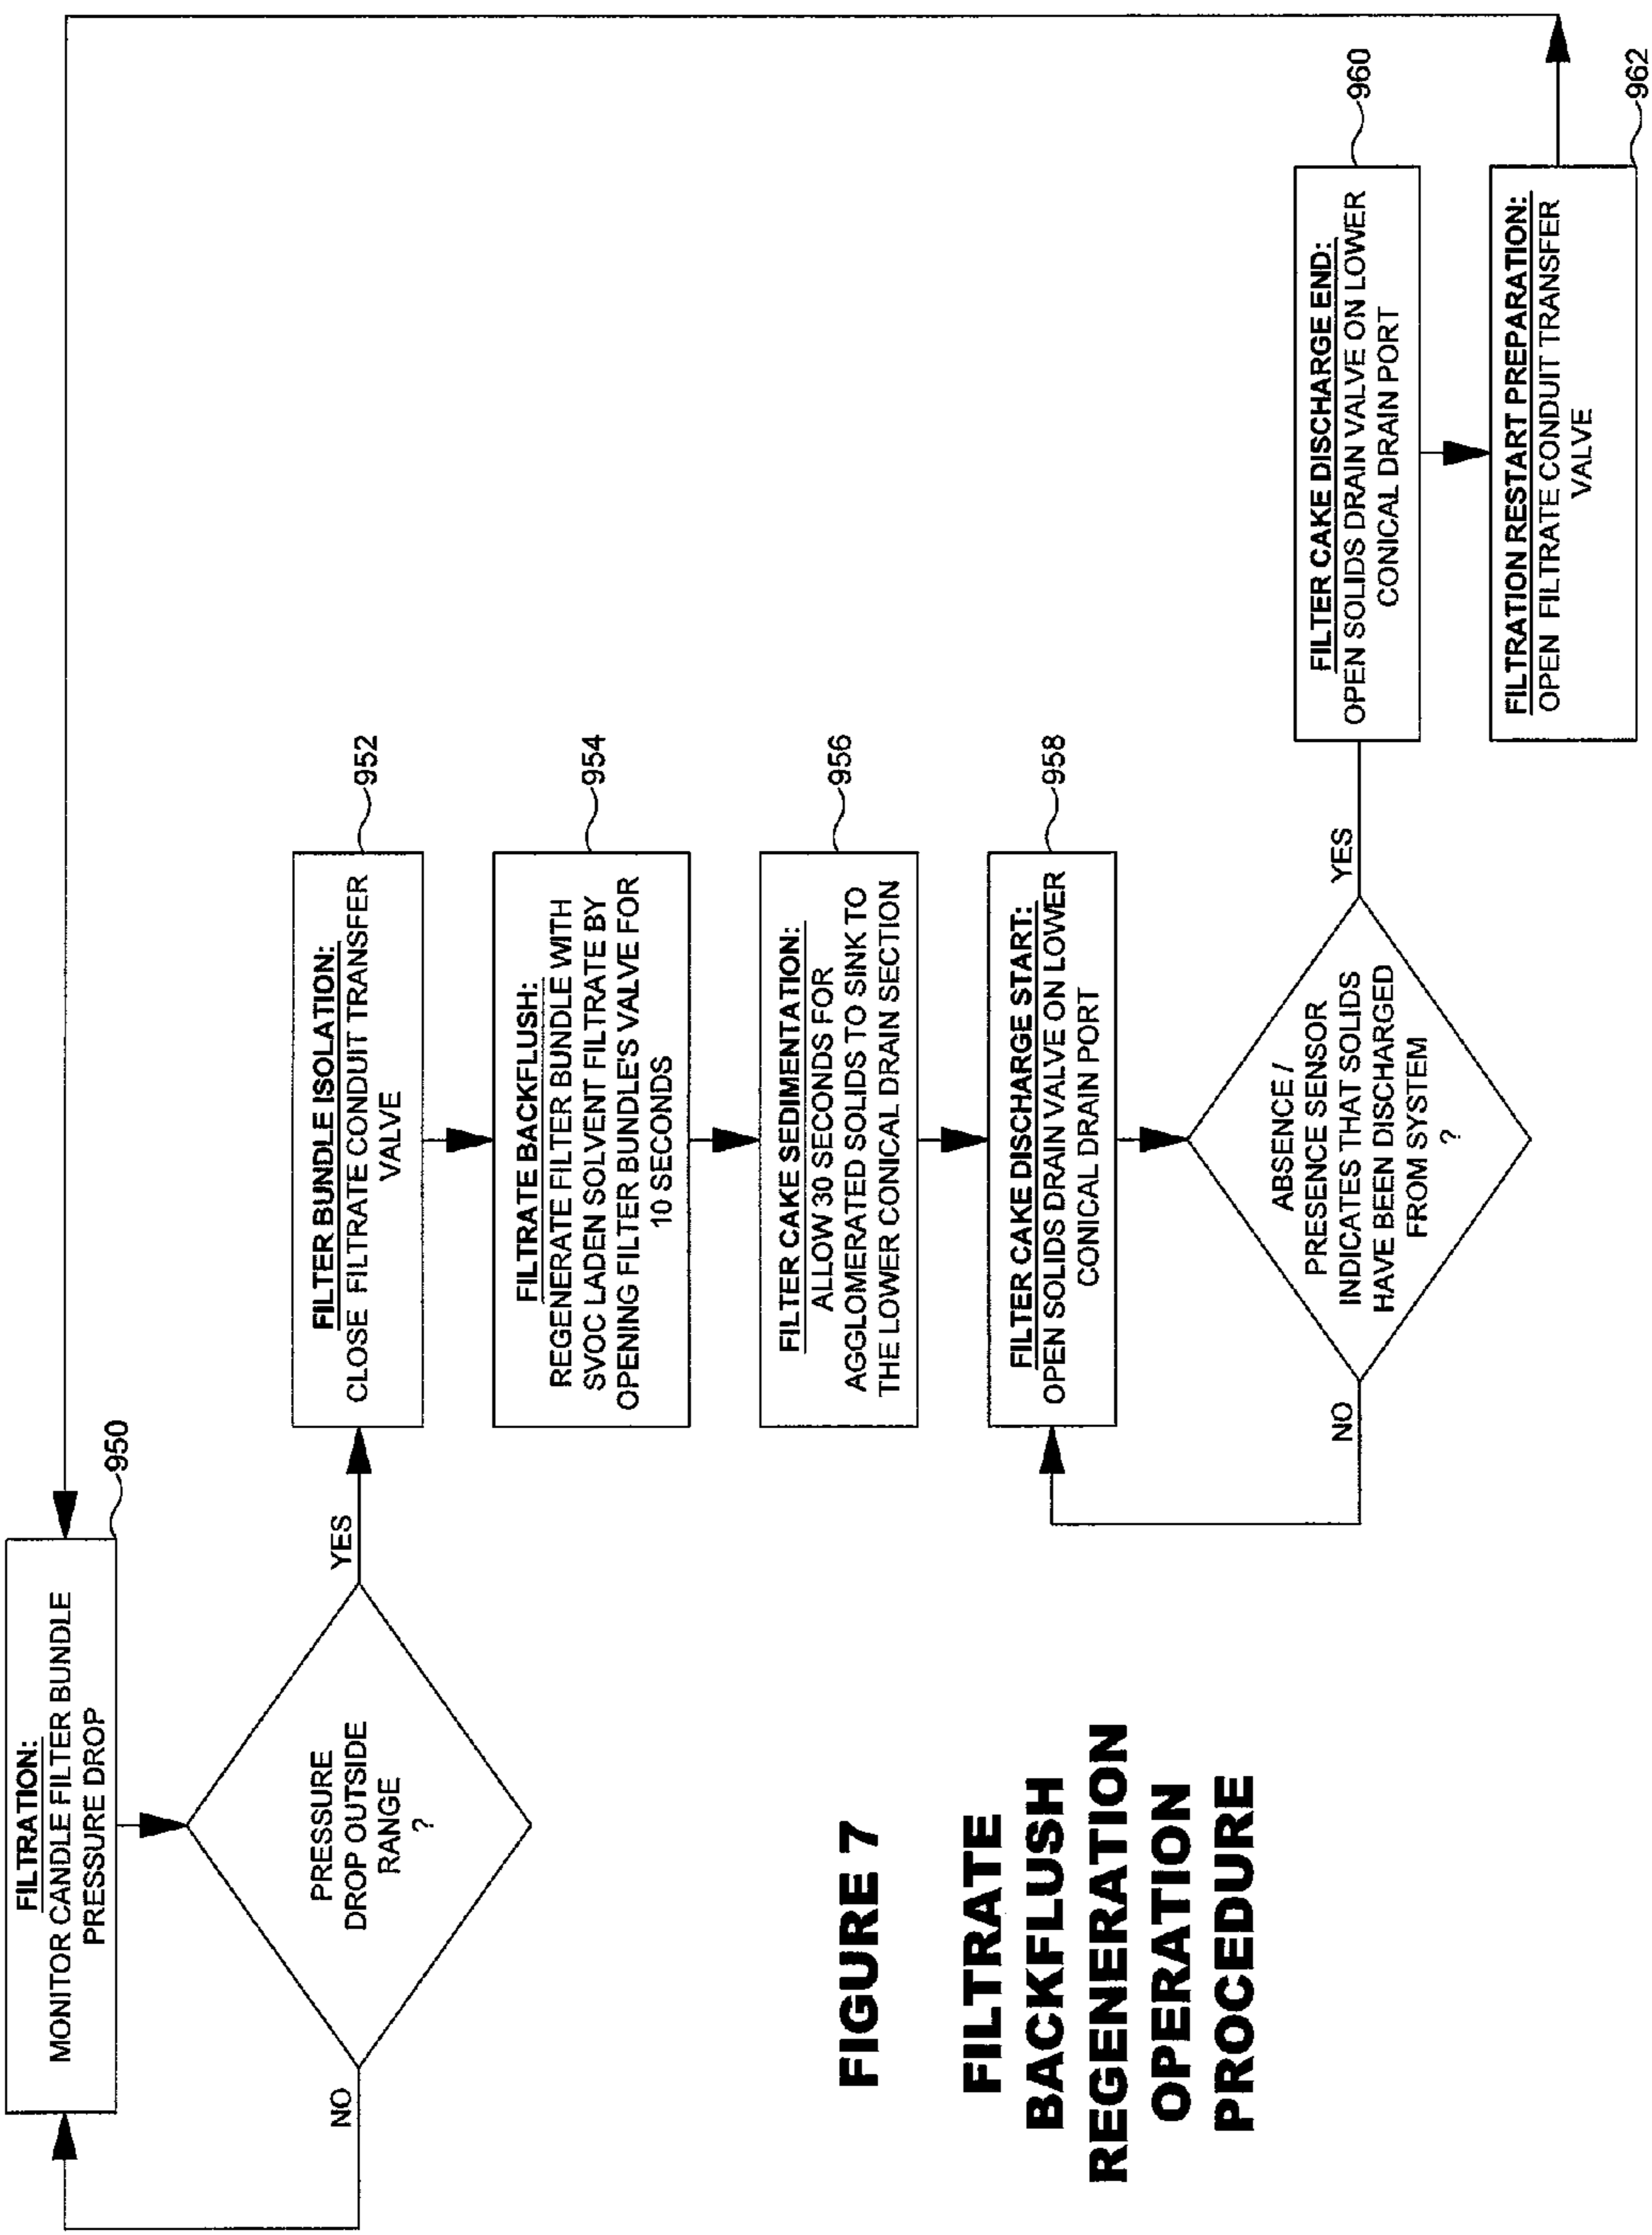 FILTRATION:
MONITOR CANDLE FILTER BUNDLE
PRESSURE DROP
950
PRESSURE
DROP OUTSIDE
RANGE
?
NO
YES
FILTER BUNDLE ISOLATION:
CLOSE FILTRATE CONDUIT TRANSFER
VALVE
952
FILTRATE BACKFLUSH:
REGENERATE FILTER BUNDLE WITH
SVOC LADEN SOLVENT FILTRATE BY
OPENING FILTER BUNDLE'S VALVE FOR
10 SECONDS
954
FILTER CAKE SEDIMENTATION:
ALLOW 30 SECONDS FOR
AGGLOMERATED SOLIDS TO SINK TO
THE LOWER CONICAL DRAIN SECTION
956
FILTER CAKE DISCHARGE START:
OPEN SOLIDS DRAIN VALVE ON LOWER
CONICAL DRAIN PORT
958
ABSENCE /
PRESENCE SENSOR
INDICATES THAT SOLIDS
HAVE BEEN DISCHARGED
FROM SYSTEM
?
NO
YES
FILTER CAKE DISCHARGE END:
OPEN SOLIDS DRAIN VALVE ON LOWER
CONICAL DRAIN PORT
960
FILTRATION RESTART PREPARATION:
OPEN FILTRATE CONDUIT TRANSFER
VALVE
962
FIGURE 7
FILTRATE
BACKFLUSH
REGENERATION
OPERATION
PROCEDURE